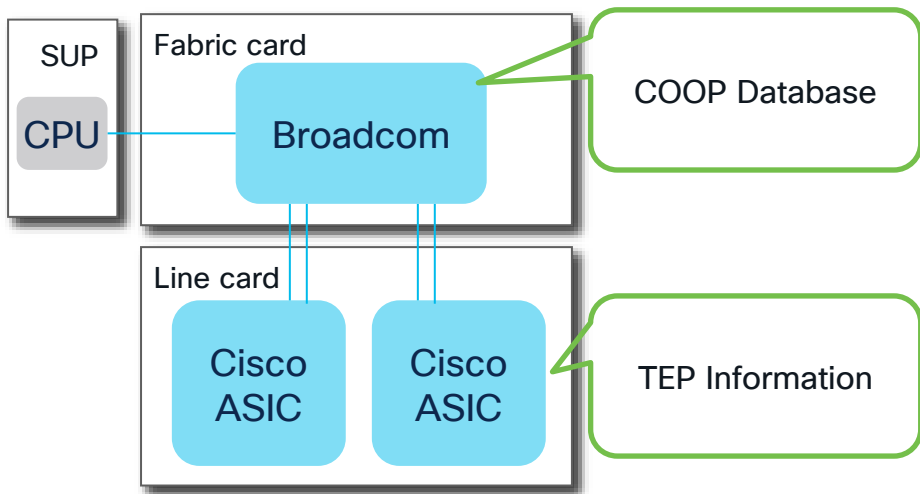 SUP
CPU
Fabric card
Broadcom
COOP Database
Line card
Cisco
ASIC
Cisco
ASIC
TEP Information